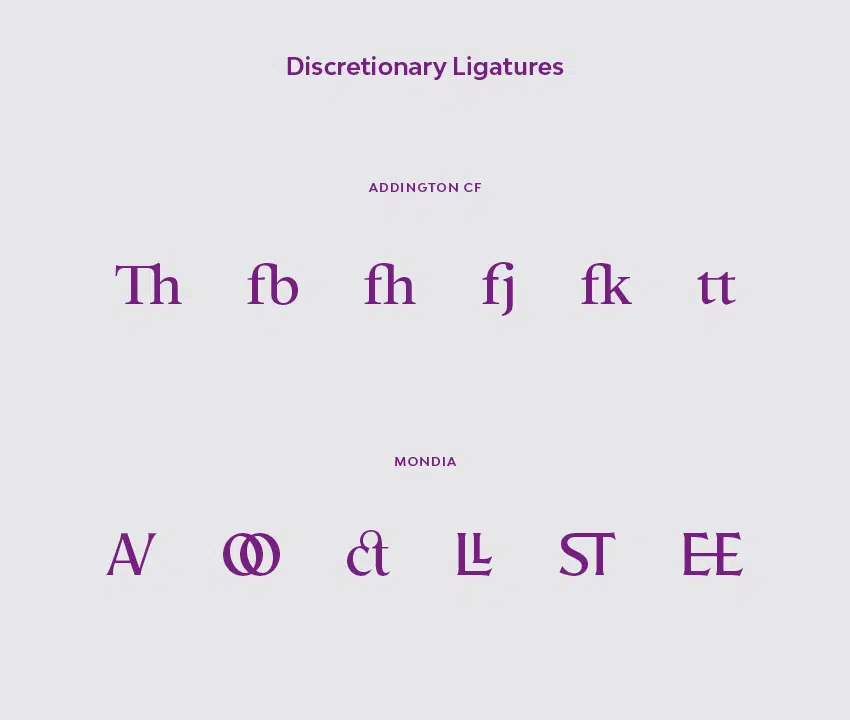 Discretionary Ligatures
ADDINGTON CF
Th fb fh fj fk tt
MONDIA
AV OO ct LL ST EE